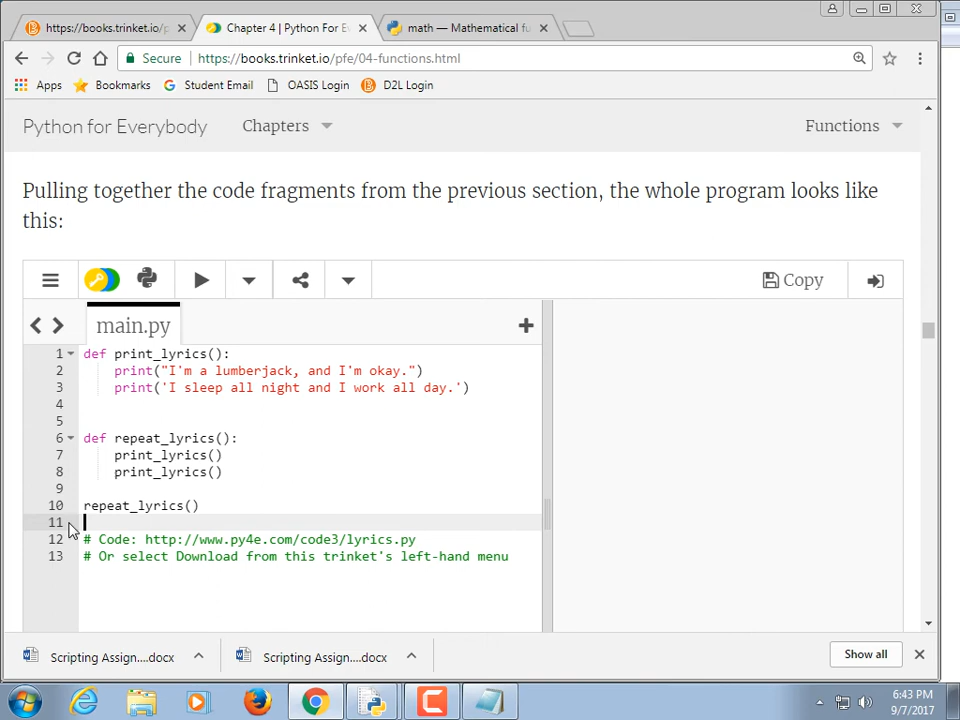 https://books.trinket.io/p
Chapter 4 | Python For E
math — Mathematical fu
Secure
https://books.trinket.io/pfe/04-functions.html
Apps
Bookmarks
Student Email
OASIS Login
D2L Login
Python for Everybody
Chapters
Functions
Pulling together the code fragments from the previous section, the whole program looks like
this:
Copy
main.py
1 def print_lyrics():
2 print("I'm a lumberjack, and I'm okay.")
3 print('I sleep all night and I work all day.')
4
5
6 def repeat_lyrics():
7 print_lyrics()
8 print_lyrics()
9
10 repeat_lyrics()
11
12 # Code: http://www.py4e.com/code3/lyrics.py
13 # Or select Download from this trinket's left-hand menu
Scripting Assign....docx
Scripting Assign....docx
Show all
6:43 PM
9/7/2017